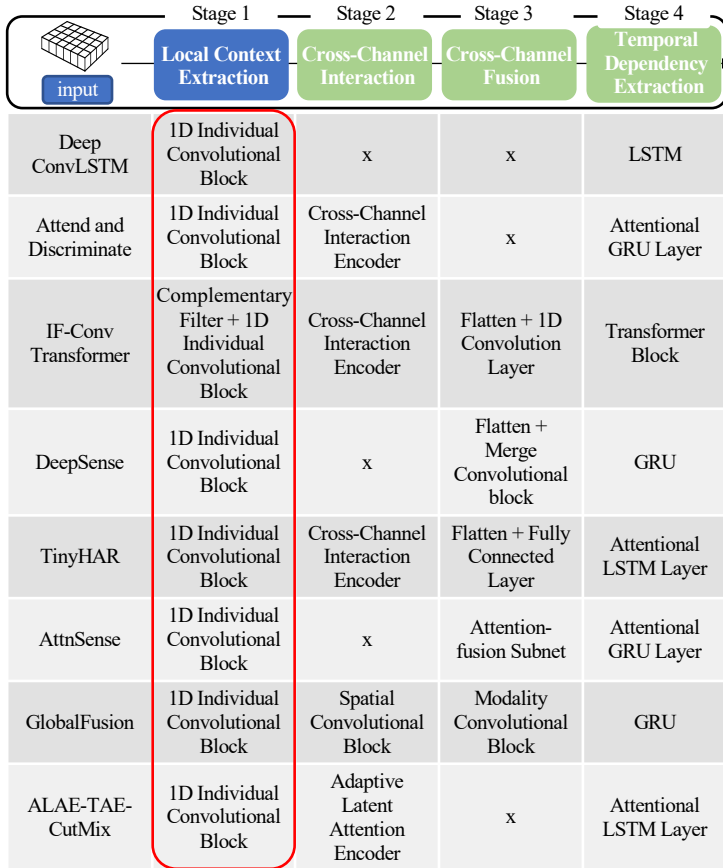 Stage 1
Stage 2
Stage 3
Stage 4
input
Local Context
Extraction
Cross-Channel
Interaction
Cross-Channel
Fusion
Temporal
Dependency
Extraction
Deep
ConvLSTM
1D Individual
Convolutional
Block
x
x
LSTM
Attend and
Discriminate
1D Individual
Convolutional
Block
Cross-Channel
Interaction
Encoder
x
Attentional
GRU Layer
IF-Conv
Transformer
Complementary
Filter + 1D
Individual
Convolutional
Block
Cross-Channel
Interaction
Encoder
Flatten + 1D
Convolution
Layer
Transformer
Block
DeepSense
1D Individual
Convolutional
Block
x
Flatten +
Merge
Convolutional
block
GRU
TinyHAR
1D Individual
Convolutional
Block
Cross-Channel
Interaction
Encoder
Flatten + Fully
Connected
Layer
Attentional
LSTM Layer
AttnSense
1D Individual
Convolutional
Block
x
Attention-
fusion Subnet
Attentional
GRU Layer
GlobalFusion
1D Individual
Convolutional
Block
Spatial
Convolutional
Block
Modality
Convolutional
Block
GRU
ALAE-TAE-
CutMix
1D Individual
Convolutional
Block
Adaptive
Latent
Attention
Encoder
x
Attentional
LSTM Layer